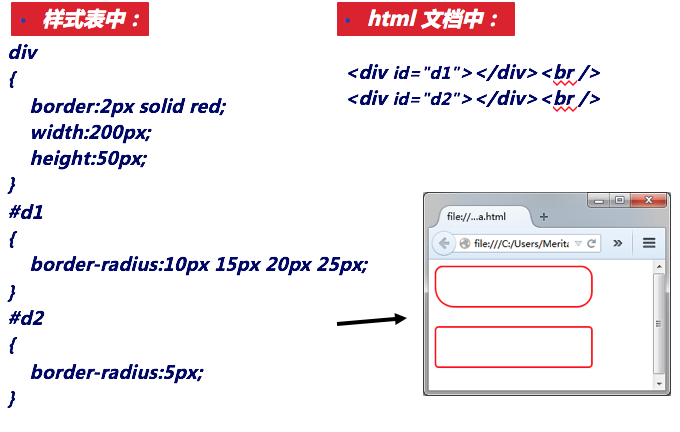 • 样式表中：
div
{
border:2px solid red;
width:200px;
height:50px;
}
#d1
{
border-radius:10px 15px 20px 25px;
}
#d2
{
border-radius:5px;
}
• html 文档中：
<div id="d1"></div><br />
<div id="d2"></div><br />
file://...a.html
file:///C:/Users/Merita